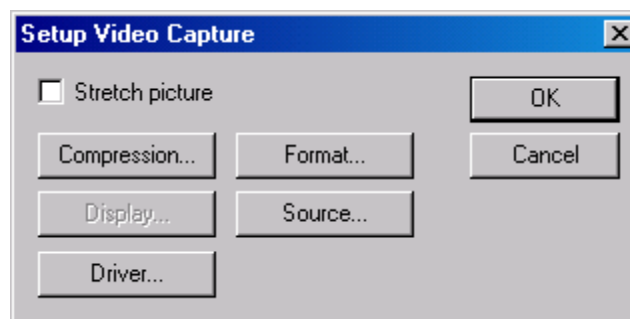 Setup Video Capture
Stretch picture
OK
Compression...
Format...
Cancel
Display...
Source...
Driver...